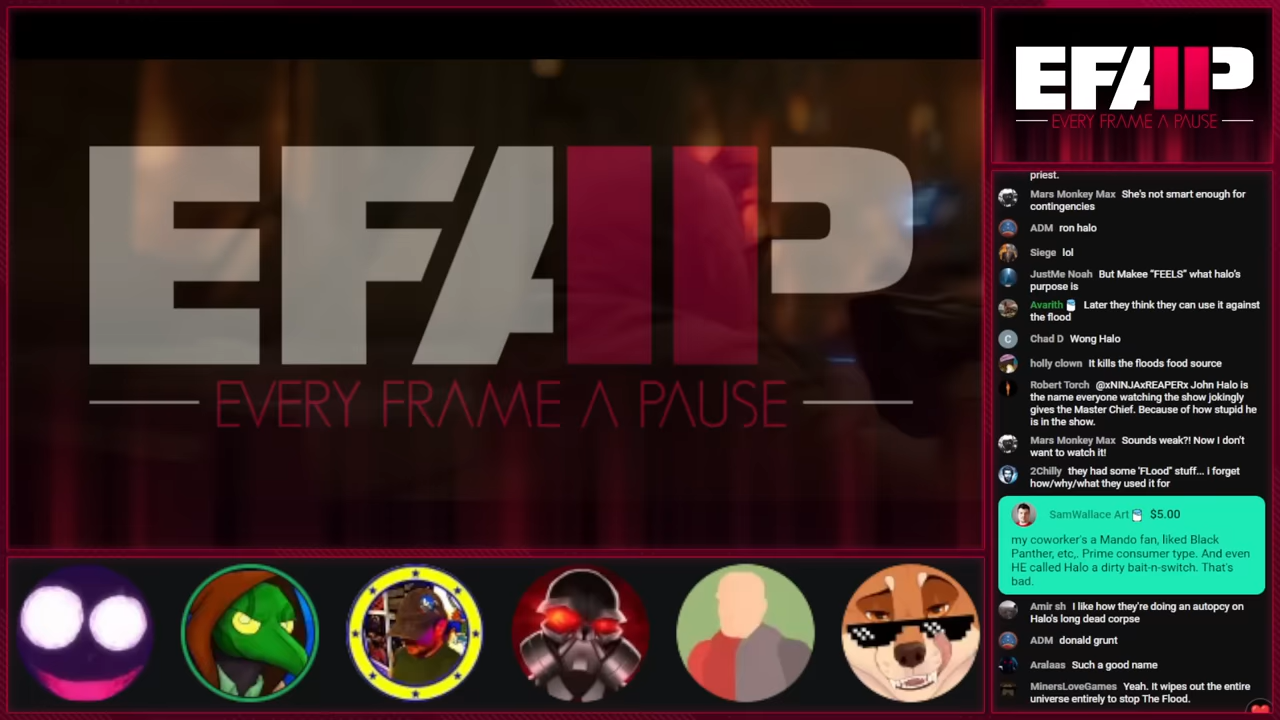 EFAP
EVERY FRAME A PAUSE
EFAP
EVERY FRAME A PAUSE
priest.
Mars Monkey Max She's not smart enough for
contingencies
ADM ron halo
Siege lol
JustMe Noah But Makee “FEELS” what halo's
purpose is
Avarith Later they think they can use it against
the flood
C
Chad D Wong Halo
holly clown It kills the floods food source
Robert Torch @xNINJAxREAPERx John Halo is
the name everyone watching the show jokingly
gives the Master Chief. Because of how stupid he
is in the show.
Mars Monkey Max Sounds weak?! Now I don't
want to watch it!
2Chilly they had some 'FLood" stuff... i forget
how/why/what they used it for
SamWallace Art $5.00
my coworker's a Mando fan, liked Black
Panther, etc,. Prime consumer type. And even
HE called Halo a dirty bait-n-switch. That's
bad.
Amir sh I like how they're doing an autopcy on
Halo's long dead corpse
ADM donald grunt
Aralaas Such a good name
MinersLoveGames Yeah. It wipes out the entire
universe entirely to stop The Flood.